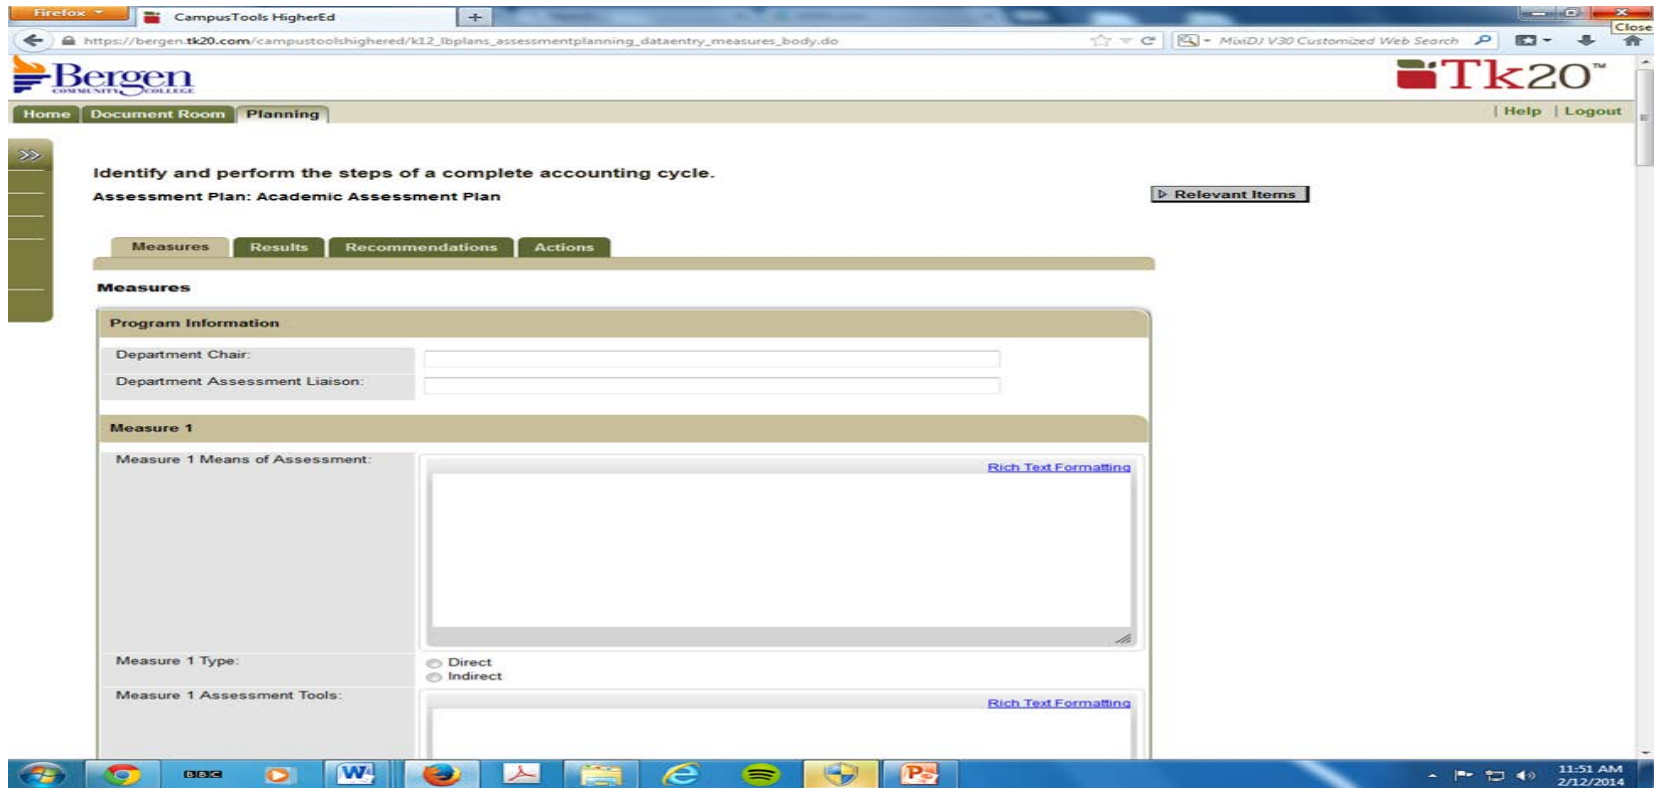 Firefox
CampusTools HigherEd
+
Close
https://bergen.tk20.com/campustoolshighered/k12_lbplans_assessmentplanning_dataentry_measures_body.do
MixiDJ V30 Customized Web Search
Bergen
COMMUNITY COLLEGE
Tk20™
Home Document Room Planning
| Help | Logout
Identify and perform the steps of a complete accounting cycle.
Assessment Plan: Academic Assessment Plan
Relevant Items
Measures Results Recommendations Actions
Measures
Program Information
Department Chair:
Department Assessment Liaison:
Measure 1
Measure 1 Means of Assessment:
Rich Text Formatting
Measure 1 Type:
Direct
Indirect
Measure 1 Assessment Tools:
Rich Text Formatting
BBC
11:51 AM
2/12/2014